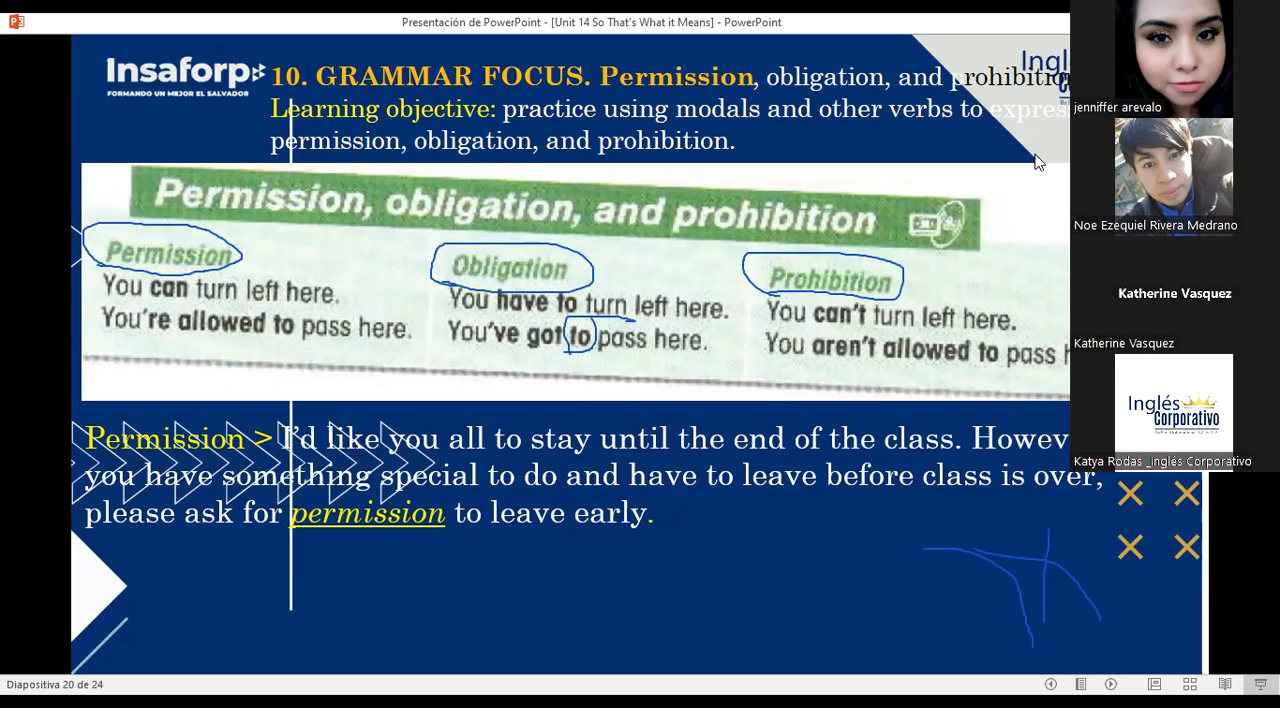 Presentación de PowerPoint - [Unit 14 So That's What it Means] - PowerPoint
Insaforp
FORMANDO UN MEJOR EL SALVADOR
10. GRAMMAR FOCUS. Permission, obligation, and prohibitio
Learning objective: practice using modals and other verbs to express
permission, obligation, and prohibition.
Permission, obligation, and prohibition
Permission
You can turn left here.
You're allowed to pass here.
Obligation
You have to turn left here.
You've got to pass here.
Prohibition
You can't turn left here.
You aren't allowed to pass h
Permission > I'd like you all to stay until the end of the class. Howev
you have something special to do and have to leave before class is over,
please ask for permission to leave early.
jenniffer arevalo
Noe Ezequiel Rivera Medrano
Katherine Vasquez
Katherine Vasquez
Inglés
Corporativo
Katya Rodas _Inglés Corporativo
Diapositiva 20 de 24